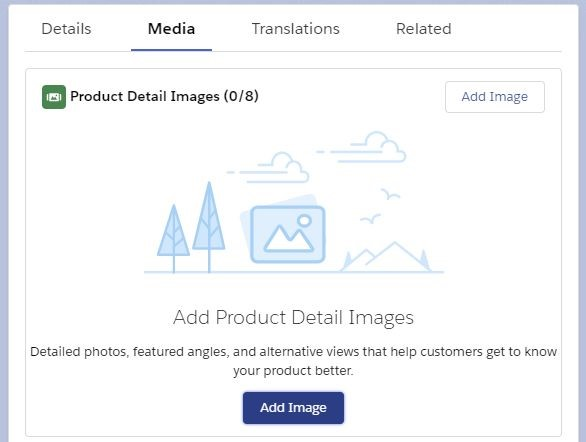 Details Media Translations Related
Product Detail Images (0/8) Add Image
Add Product Detail Images
Detailed photos, featured angles, and alternative views that help customers get to know
your product better.
Add Image